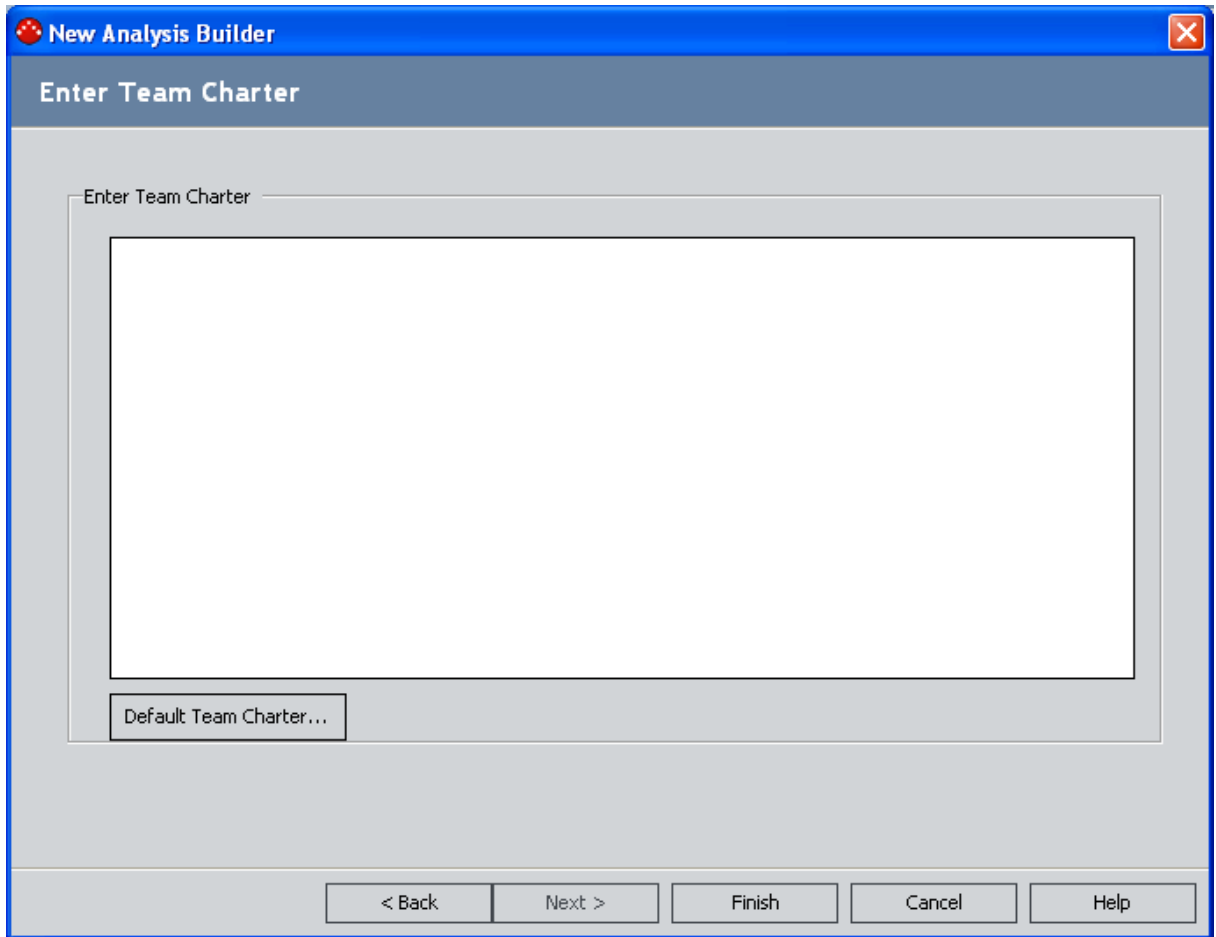 New Analysis Builder
Enter Team Charter
Enter Team Charter
Default Team Charter...
< Back Next > Finish Cancel Help